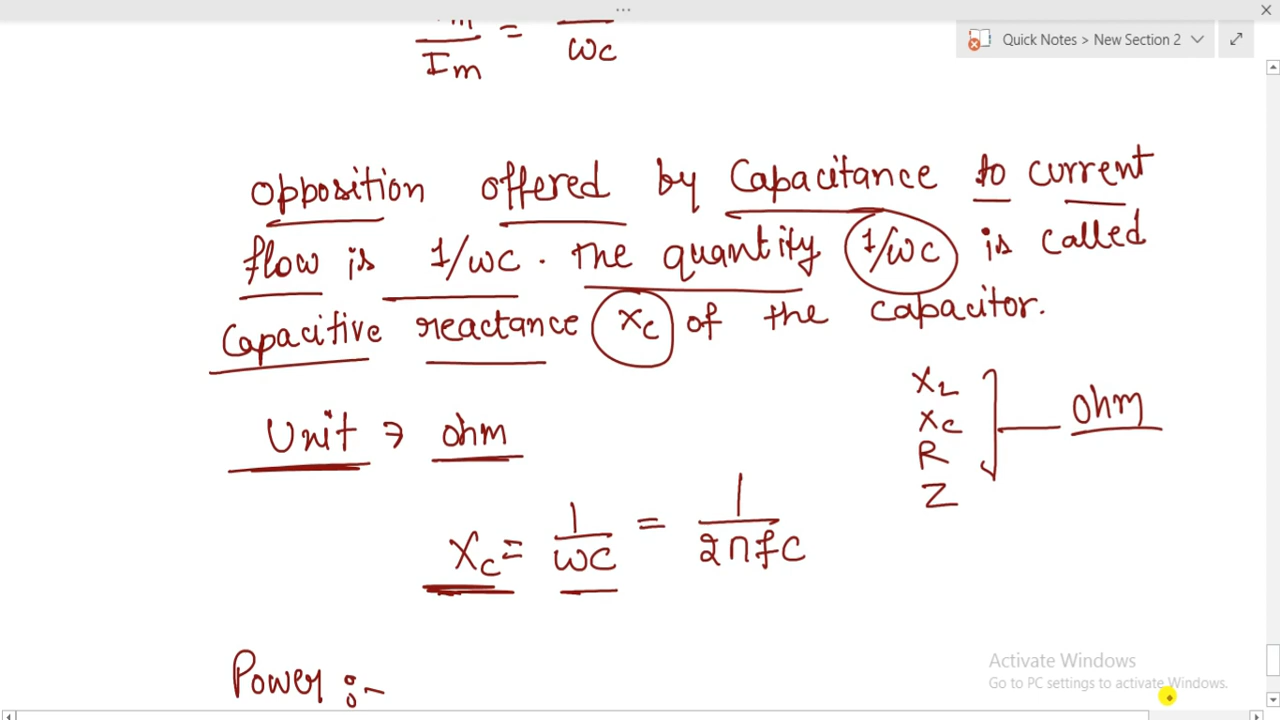 Quick Notes > New Section 2
Im = ωc
opposition offered by Capacitance to current
flow is 1/ωc. The quantity 1/ωc is called
Capacitive reactance Xc of the capacitor.
XL
Xc
R
Z
ohm
Unit → ohm
Xc = 1/ωc = 1/2πfC
Power :-
Activate Windows
Go to PC settings to activate Windows.